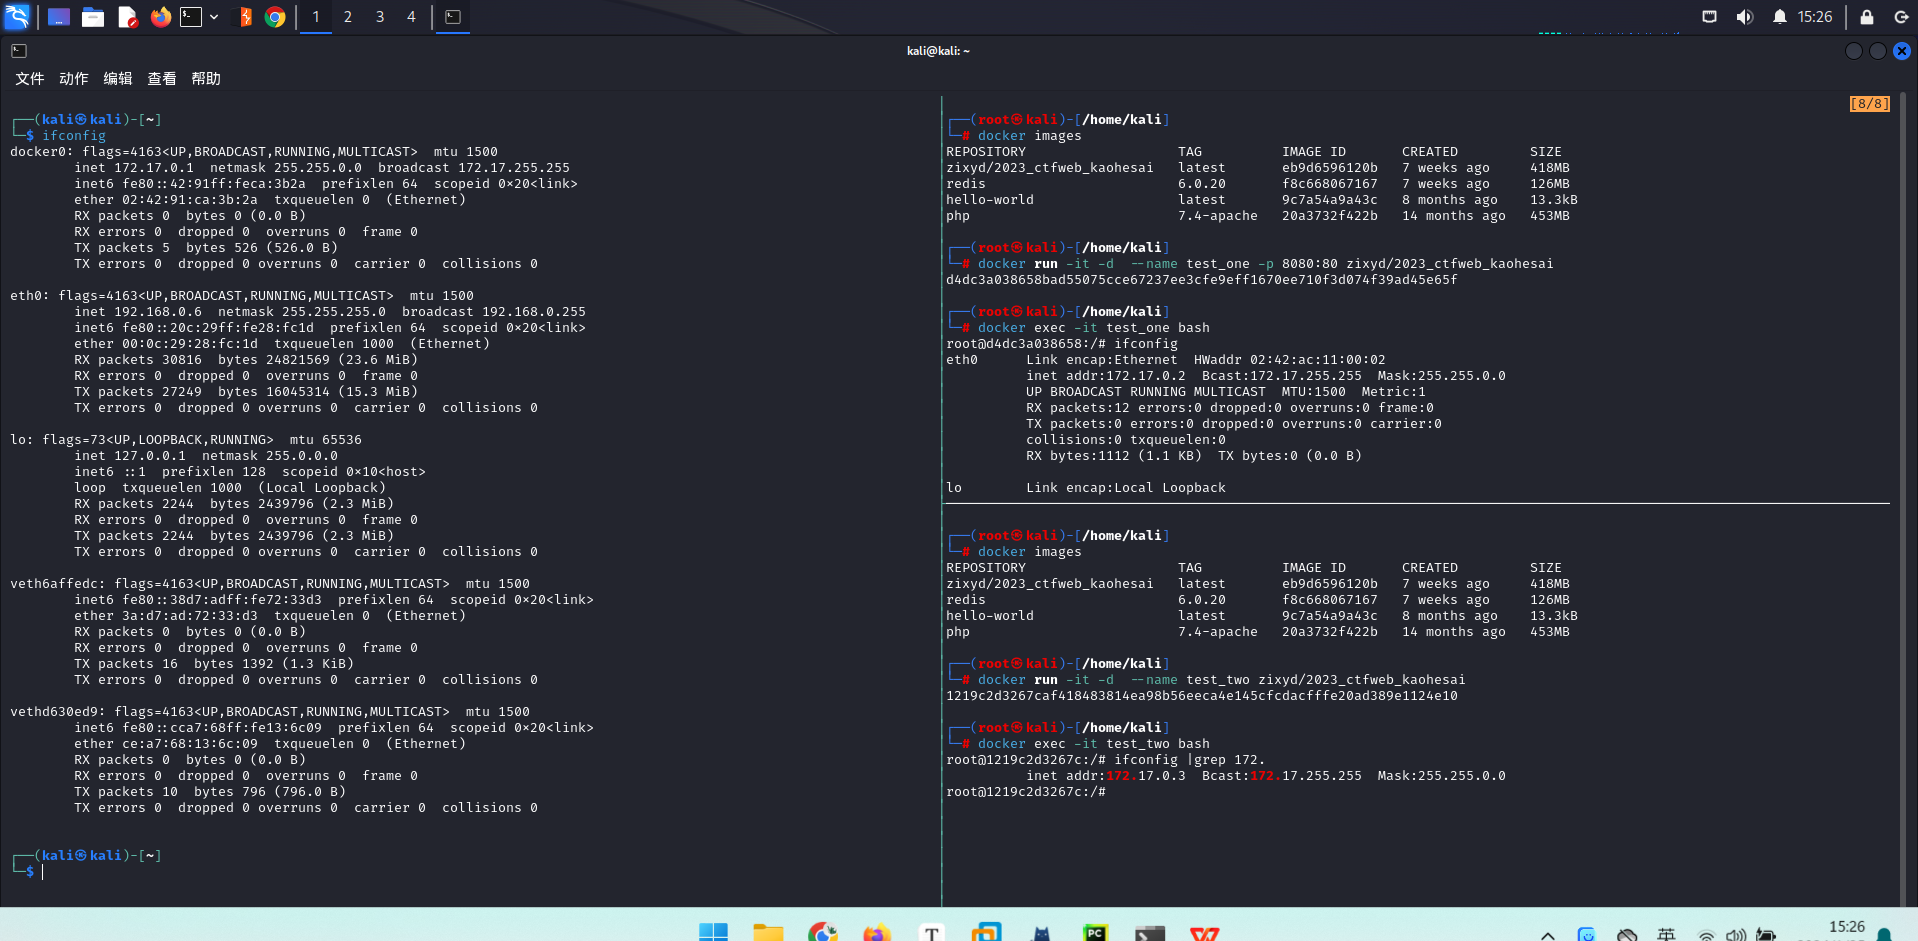 1 2 3 4
15:26
kali@kali: ~
文件 动作 编辑 查看 帮助
┌──(kali㉿kali)-[~]
└─$ ifconfig
docker0: flags=4163<UP,BROADCAST,RUNNING,MULTICAST>  mtu 1500
inet 172.17.0.1  netmask 255.255.0.0  broadcast 172.17.255.255
inet6 fe80::42:91ff:feca:3b2a  prefixlen 64  scopeid 0×20<link>
ether 02:42:91:ca:3b:2a  txqueuelen 0  (Ethernet)
RX packets 0  bytes 0 (0.0 B)
RX errors 0  dropped 0  overruns 0  frame 0
TX packets 5  bytes 526 (526.0 B)
TX errors 0  dropped 0 overruns 0  carrier 0  collisions 0
eth0: flags=4163<UP,BROADCAST,RUNNING,MULTICAST>  mtu 1500
inet 192.168.0.6  netmask 255.255.255.0  broadcast 192.168.0.255
inet6 fe80::20c:29ff:fe28:fc1d  prefixlen 64  scopeid 0×20<link>
ether 00:0c:29:28:fc:1d  txqueuelen 1000  (Ethernet)
RX packets 30816  bytes 24821569 (23.6 MiB)
RX errors 0  dropped 0  overruns 0  frame 0
TX packets 27249  bytes 16045314 (15.3 MiB)
TX errors 0  dropped 0 overruns 0  carrier 0  collisions 0
lo: flags=73<UP,LOOPBACK,RUNNING>  mtu 65536
inet 127.0.0.1  netmask 255.0.0.0
inet6 ::1  prefixlen 128  scopeid 0×10<host>
loop  txqueuelen 1000  (Local Loopback)
RX packets 2244  bytes 2439796 (2.3 MiB)
RX errors 0  dropped 0  overruns 0  frame 0
TX packets 2244  bytes 2439796 (2.3 MiB)
TX errors 0  dropped 0 overruns 0  carrier 0  collisions 0
veth6affedc: flags=4163<UP,BROADCAST,RUNNING,MULTICAST>  mtu 1500
inet6 fe80::38d7:adff:fe72:33d3  prefixlen 64  scopeid 0×20<link>
ether 3a:d7:ad:72:33:d3  txqueuelen 0  (Ethernet)
RX packets 0  bytes 0 (0.0 B)
RX errors 0  dropped 0  overruns 0  frame 0
TX packets 16  bytes 1392 (1.3 KiB)
TX errors 0  dropped 0 overruns 0  carrier 0  collisions 0
vethd630ed9: flags=4163<UP,BROADCAST,RUNNING,MULTICAST>  mtu 1500
inet6 fe80::cca7:68ff:fe13:6c09  prefixlen 64  scopeid 0×20<link>
ether ce:a7:68:13:6c:09  txqueuelen 0  (Ethernet)
RX packets 0  bytes 0 (0.0 B)
RX errors 0  dropped 0  overruns 0  frame 0
TX packets 10  bytes 796 (796.0 B)
TX errors 0  dropped 0 overruns 0  carrier 0  collisions 0
┌──(kali㉿kali)-[~]
└─$
[8/8]
┌──(root㉿kali)-[/home/kali]
└─# docker images
REPOSITORY                   TAG          IMAGE ID       CREATED         SIZE
zixyd/2023_ctfweb_kaohesai   latest       eb9d6596120b   7 weeks ago     418MB
redis                        6.0.20       f8c668067167   7 weeks ago     126MB
hello-world                  latest       9c7a54a9a43c   8 months ago    13.3kB
php                          7.4-apache   20a3732f422b   14 months ago   453MB
┌──(root㉿kali)-[/home/kali]
└─# docker run -it -d  --name test_one -p 8080:80 zixyd/2023_ctfweb_kaohesai
d4dc3a038658bad55075cce67237ee3cfe9eff1670ee710f3d074f39ad45e65f
┌──(root㉿kali)-[/home/kali]
└─# docker exec -it test_one bash
root@d4dc3a038658:/# ifconfig
eth0      Link encap:Ethernet  HWaddr 02:42:ac:11:00:02
inet addr:172.17.0.2  Bcast:172.17.255.255  Mask:255.255.0.0
UP BROADCAST RUNNING MULTICAST  MTU:1500  Metric:1
RX packets:12 errors:0 dropped:0 overruns:0 frame:0
TX packets:0 errors:0 dropped:0 overruns:0 carrier:0
collisions:0 txqueuelen:0
RX bytes:1112 (1.1 KB)  TX bytes:0 (0.0 B)
lo        Link encap:Local Loopback
┌──(root㉿kali)-[/home/kali]
└─# docker images
REPOSITORY                   TAG          IMAGE ID       CREATED         SIZE
zixyd/2023_ctfweb_kaohesai   latest       eb9d6596120b   7 weeks ago     418MB
redis                        6.0.20       f8c668067167   7 weeks ago     126MB
hello-world                  latest       9c7a54a9a43c   8 months ago    13.3kB
php                          7.4-apache   20a3732f422b   14 months ago   453MB
┌──(root㉿kali)-[/home/kali]
└─# docker run -it -d  --name test_two zixyd/2023_ctfweb_kaohesai
1219c2d3267caf418483814ea98b56eeca4e145cfcdacfffe20ad389e1124e10
┌──(root㉿kali)-[/home/kali]
└─# docker exec -it test_two bash
root@1219c2d3267c:/# ifconfig |grep 172.
inet addr:172.17.0.3  Bcast:172.17.255.255  Mask:255.255.0.0
root@1219c2d3267c:/#
T
PC
英
15:26